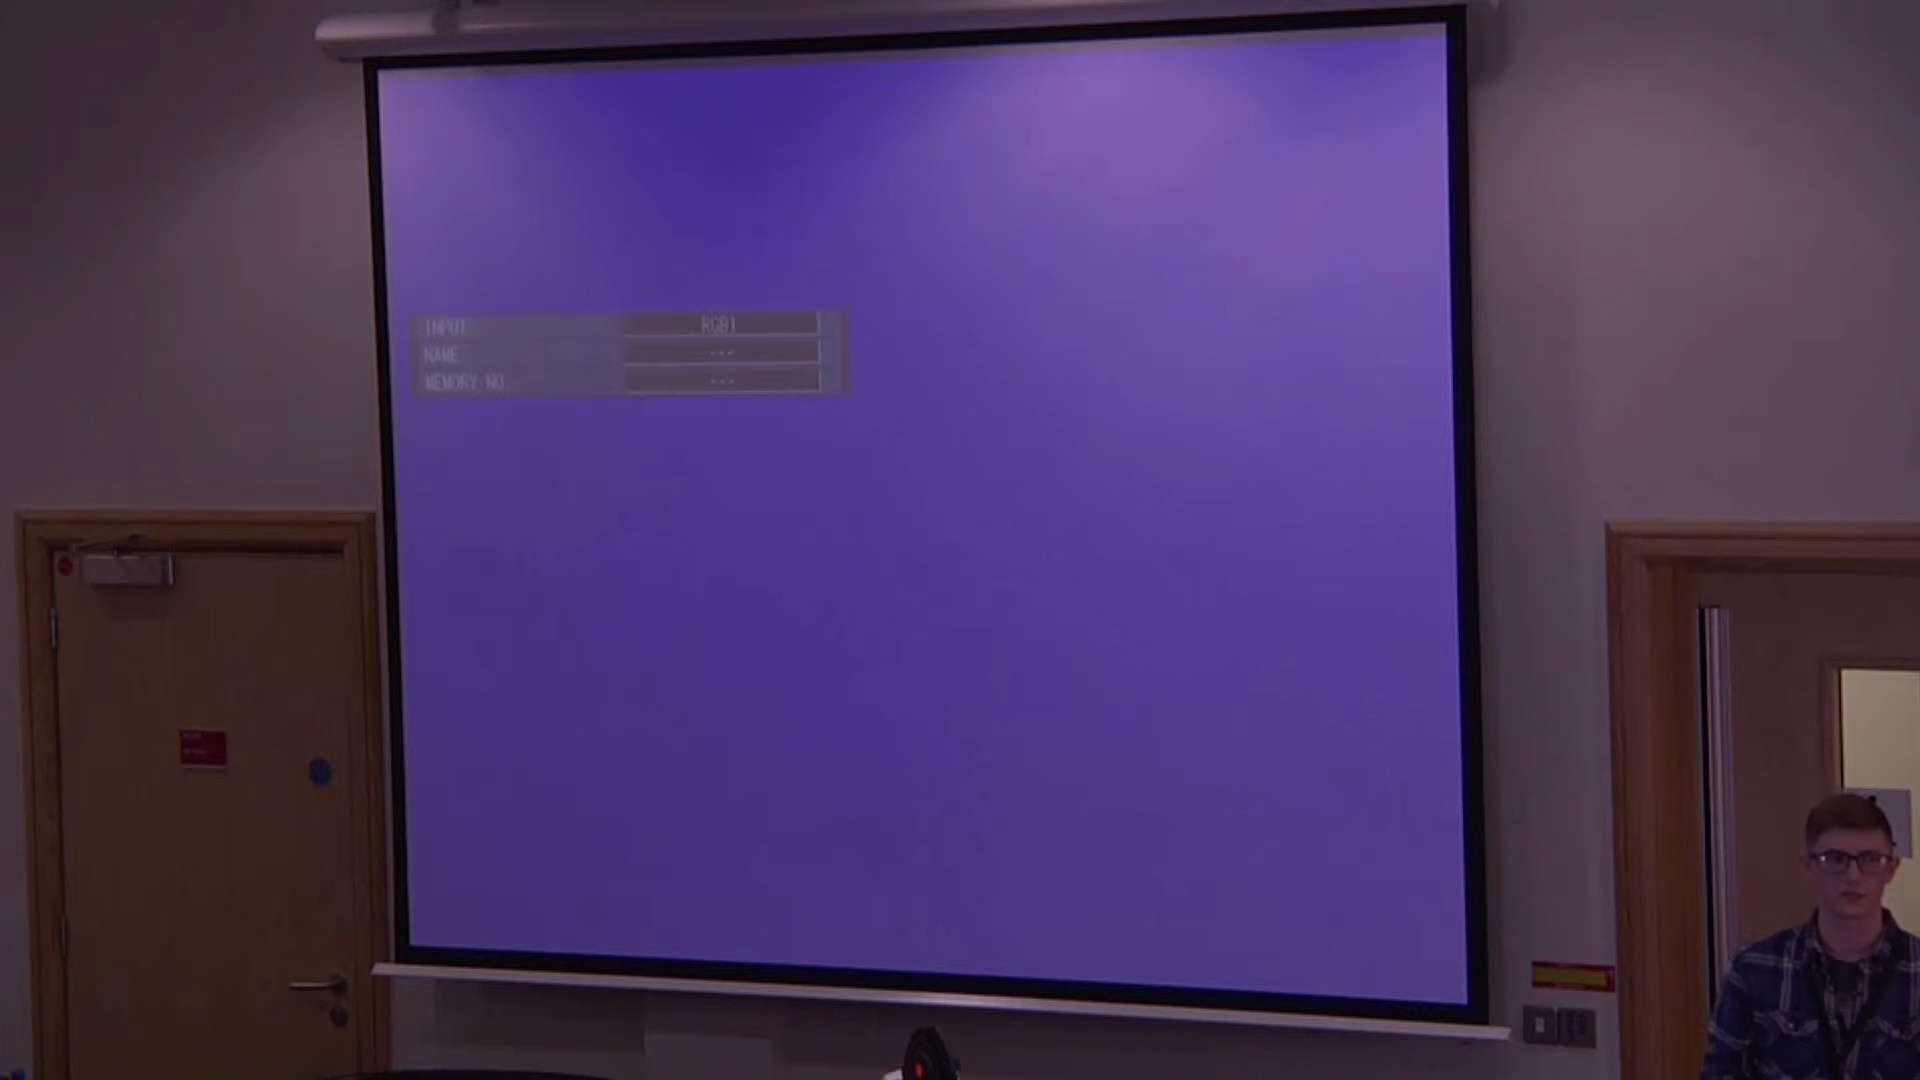 INPUT RGB1
NAME ---
MEMORY NO. ---